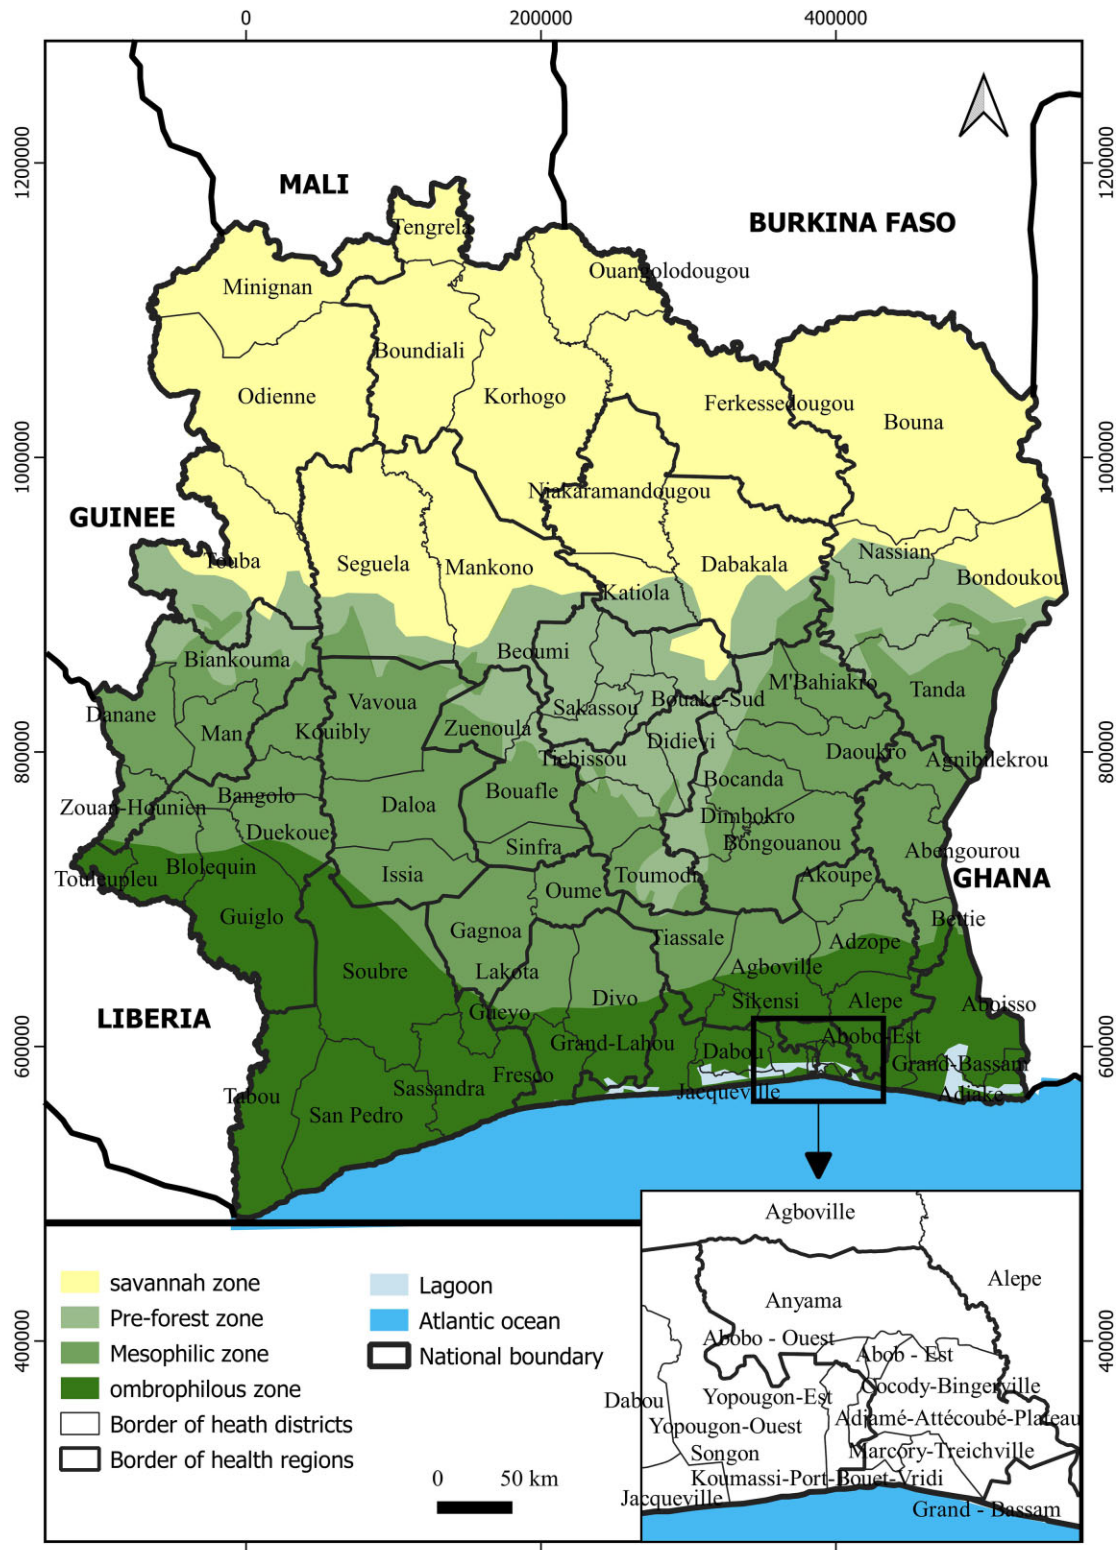 0 200000 400000
1200000 1200000
MALI
BURKINA FASO
Tengrela
Ouangolodougou
Minignan
Boundiali
Odienne
Korhogo
Ferkessedougou
Bouna
1000000 1000000
Niakaramandougou
GUINEE
Touba
Seguela
Mankono
Dabakala
Nassian
Bondoukou
Katiola
Biankouma
Beoumi
M'Bahiakro
Tanda
Danane
Vavoua
Sakassou
Bouake-Sud
Man
Kouibly
Zuenoula
Didievi
800000 800000
Tiebissou
Daoukro
Agnibilekrou
Bocanda
Zouan-Hounien
Bangolo
Daloa
Bouafle
Dimbokro
Duekoue
Sinfra
Bongouanou
Abengourou
Touleupleu
Blolequin
Issia
Oume
Toumodi
Akoupe
GHANA
Guiglo
Gagnoa
Tiassale
Adzope
Bettie
Soubre
Lakota
Agboville
LIBERIA
Gueyo
Divo
Sikensi
Alepe
Aboisso
600000 600000
Grand-Lahou
Dabou
Abobo-Est
Grand-Bassam
Tabou
Sassandra
Fresco
Jacqueville
Adiake
San Pedro
savannah zone
Pre-forest zone
Mesophilic zone
ombrophilous zone
Border of heath districts
Border of health regions
Lagoon
Atlantic ocean
National boundary
400000 400000
0 50 km
Agboville
Alepe
Anyama
Abobo - Ouest
Abob - Est
Cocody-Bingerville
Dabou
Yopougon-Est
Adjamé-Attécoubé-Plateau
Yopougon-Ouest
Songon
Marcory-Treichville
Koumassi-Port-Bouet-Vridi
Jacqueville
Grand - Bassam